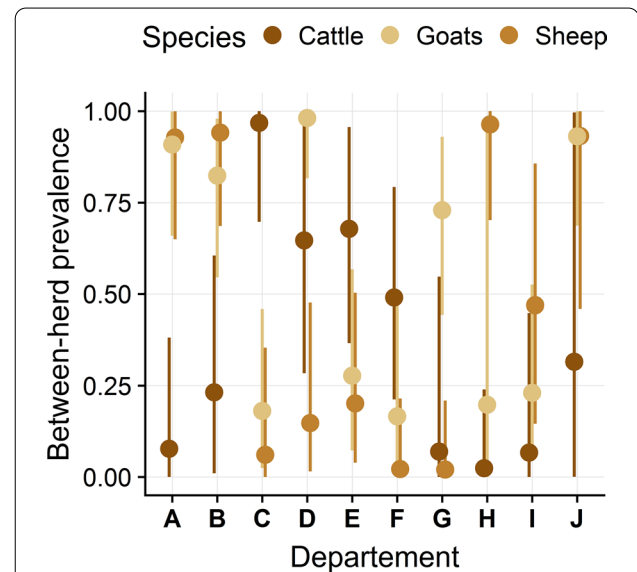 Species Cattle Goats Sheep
Between-herd prevalence
1.00
0.75
0.50
0.25
0.00
A B C D E F G H I J
Departement